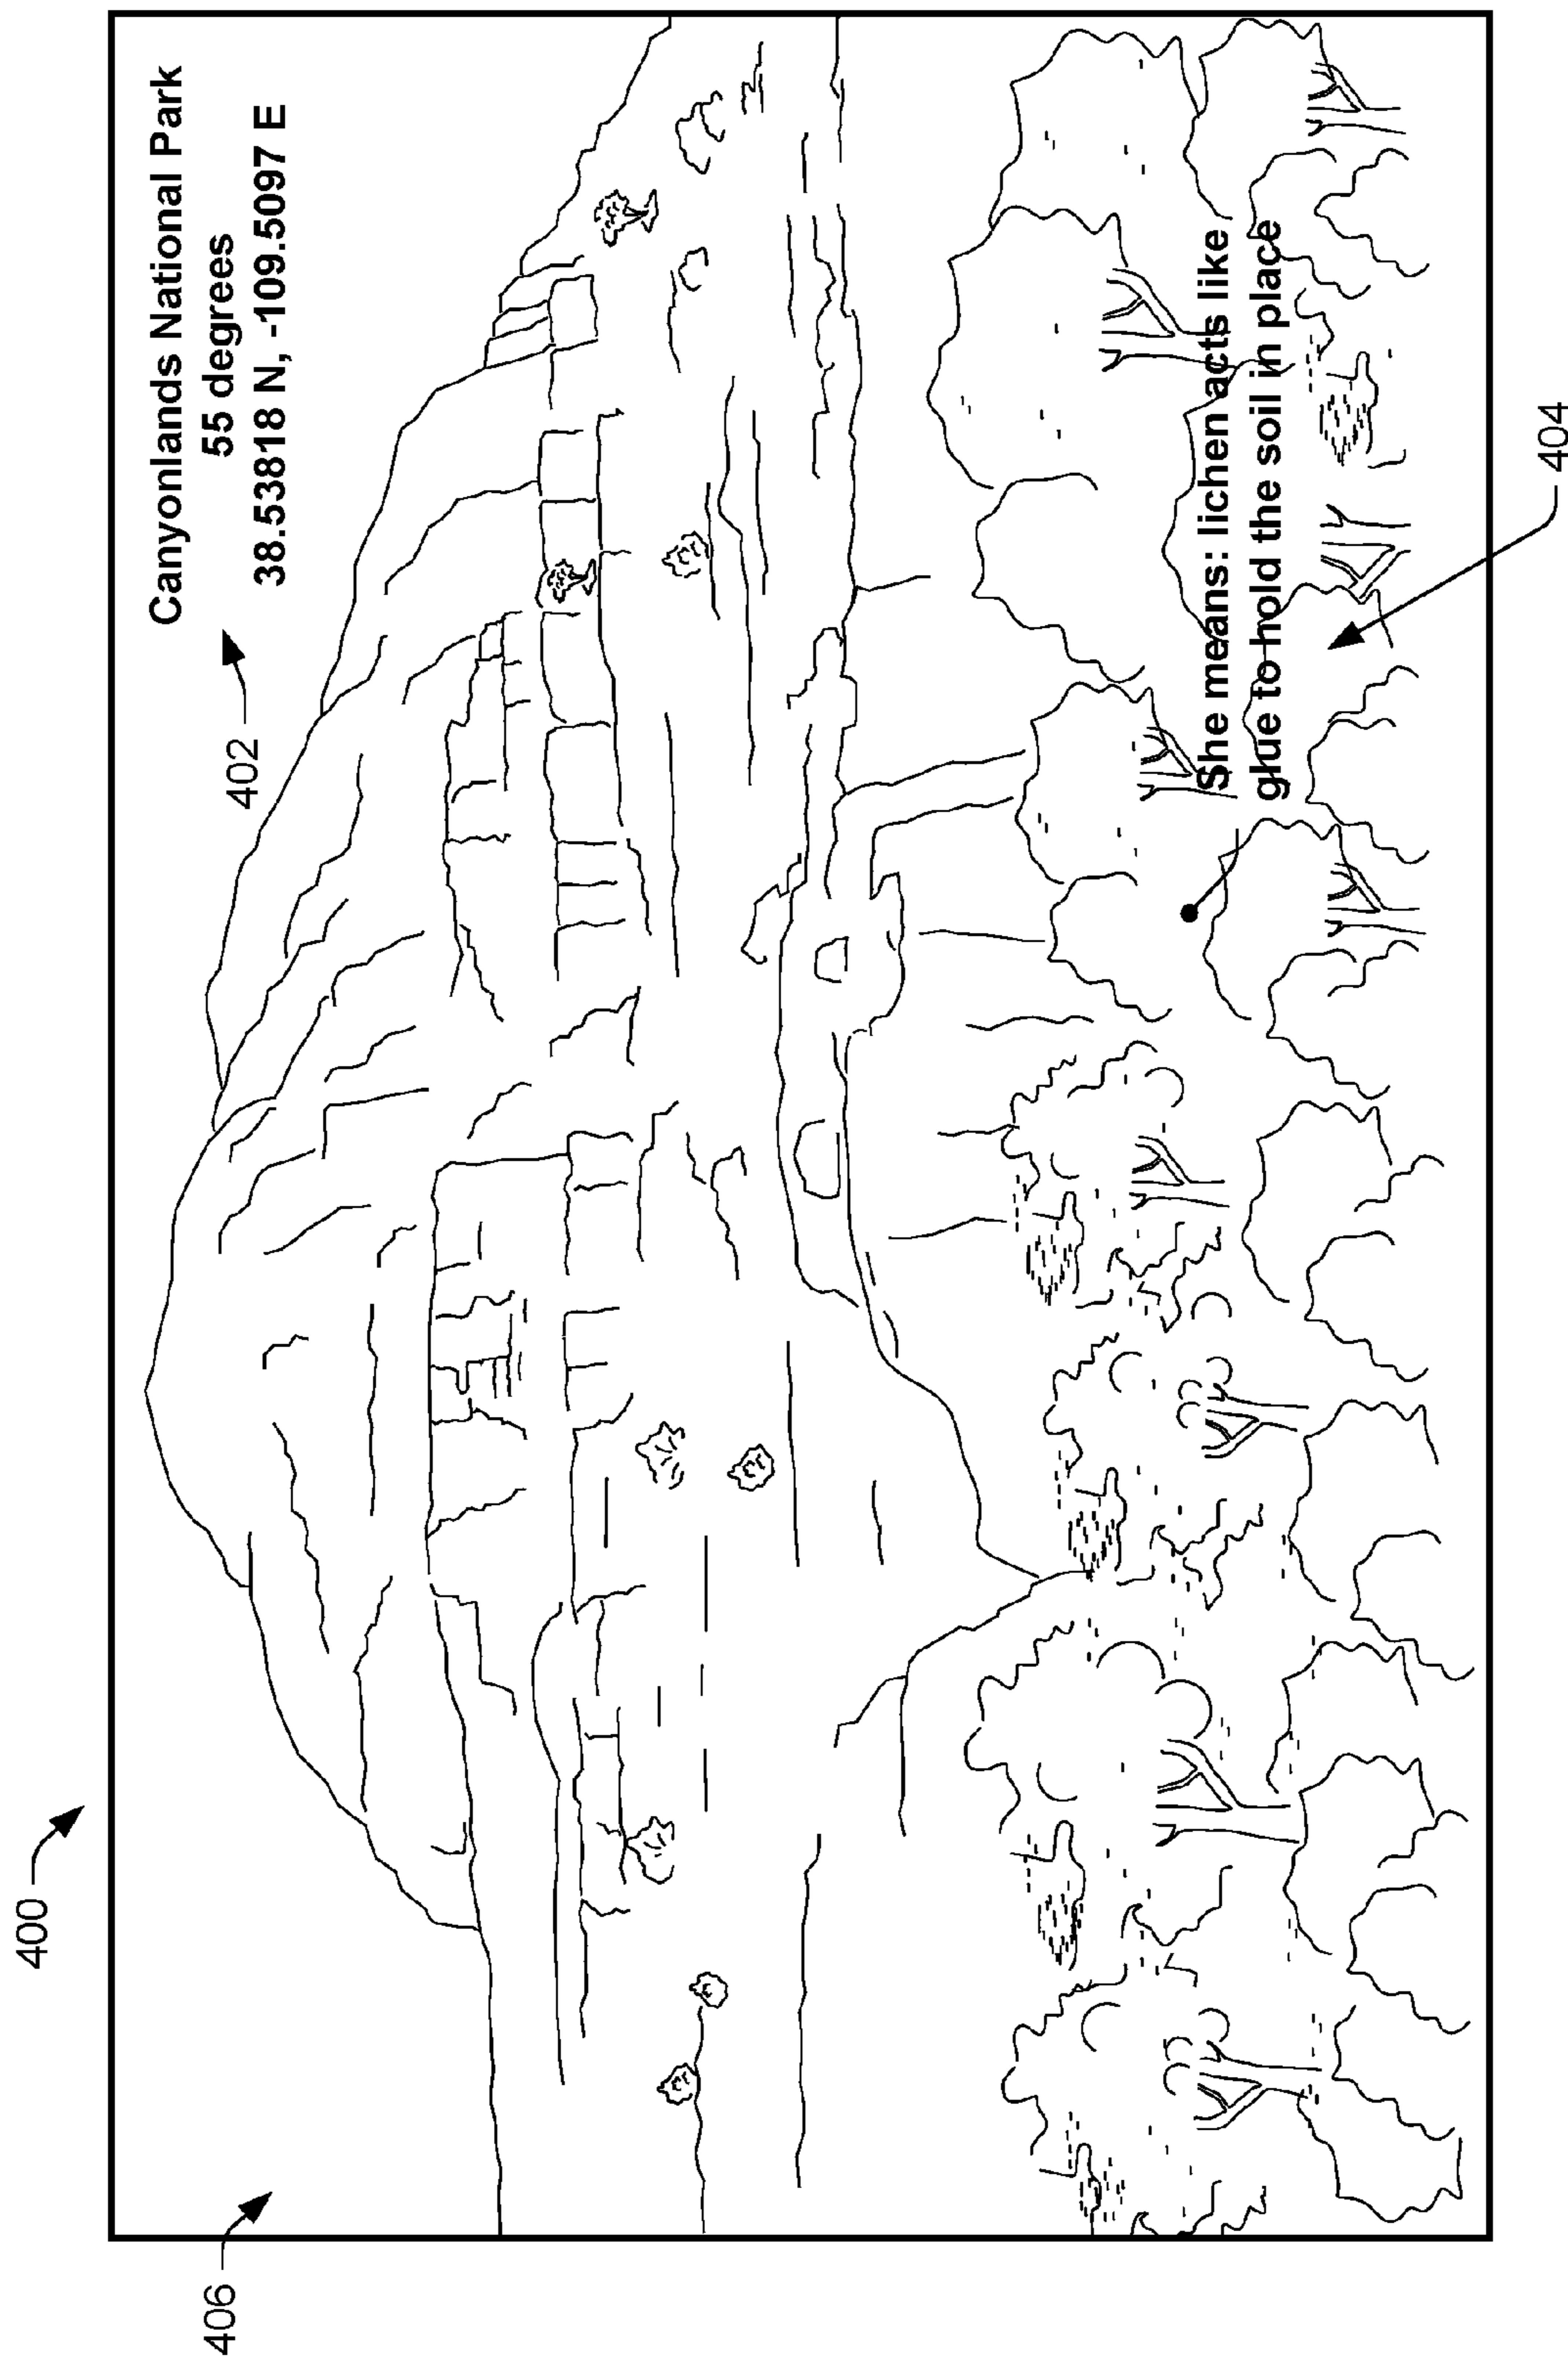 400
406
402
Canyonlands National Park
55 degrees
38.53818 N, -109.5097 E
She means: lichen acts like
glue to hold the soil in place
404